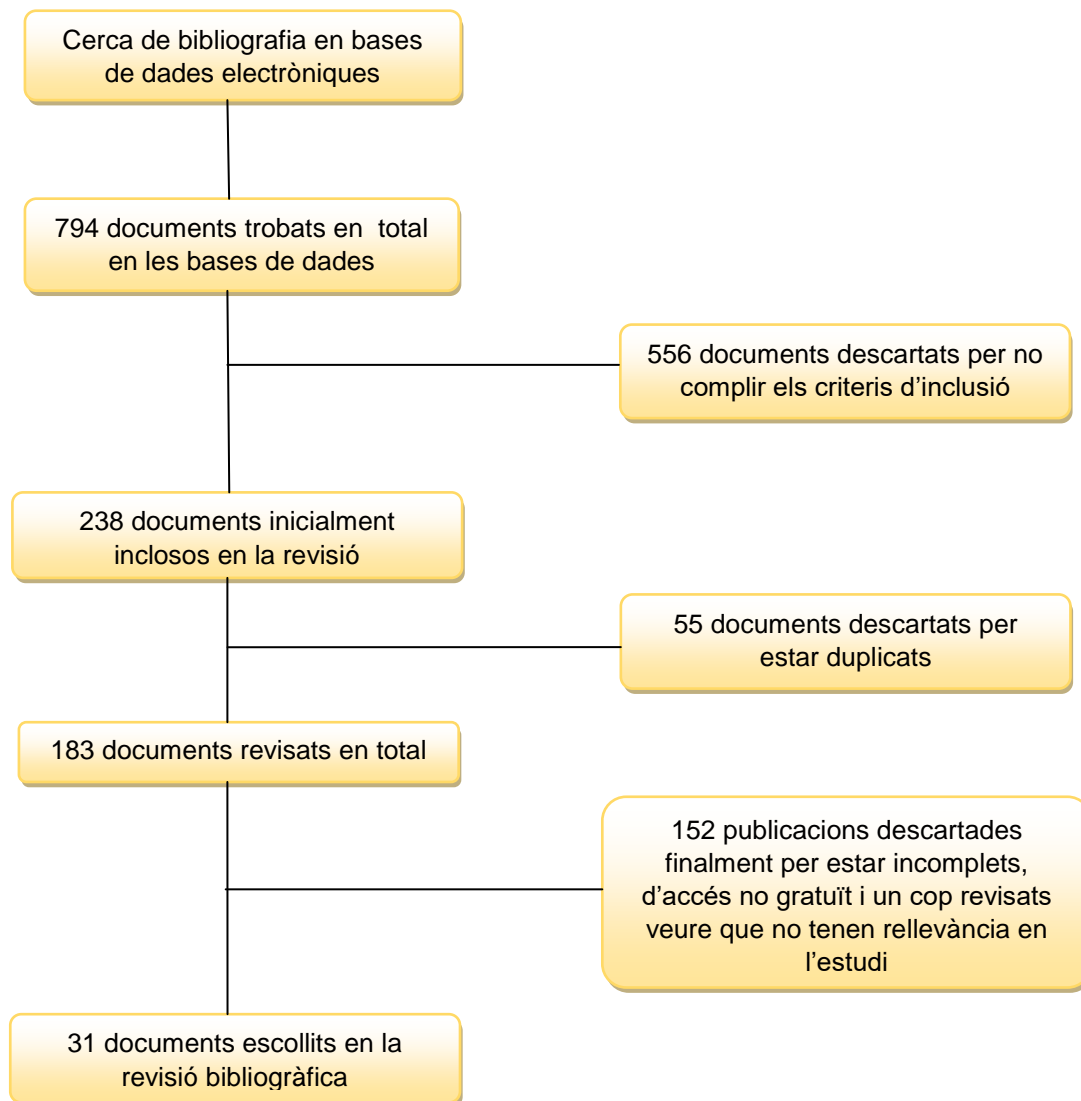 Cerca de bibliografia en bases
de dades electròniques
794 documents trobats en  total
en les bases de dades
556 documents descartats per no
complir els criteris d’inclusió
238 documents inicialment
inclosos en la revisió
55 documents descartats per
estar duplicats
183 documents revisats en total
152 publicacions descartades
finalment per estar incomplets,
d’accés no gratuït i un cop revisats
veure que no tenen rellevància en
l’estudi
31 documents escollits en la
revisió bibliogràfica